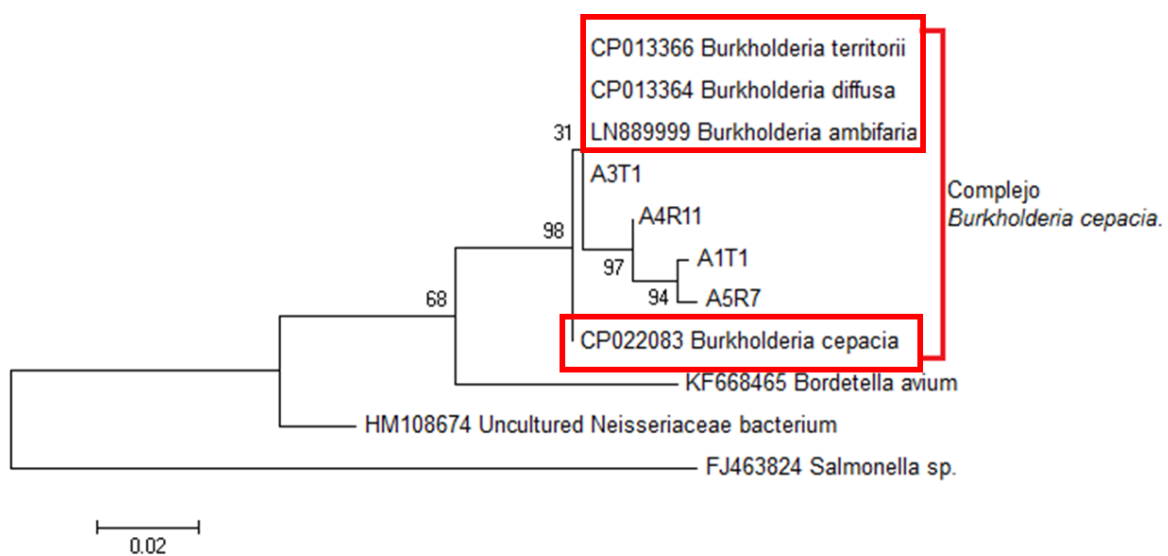 CP013366 Burkholderia territorii
CP013364 Burkholderia diffusa
31
LN889999 Burkholderia ambifaria
A3T1
Complejo
Burkholderia cepacia.
A4R11
98
A1T1
97
94
A5R7
68
CP022083 Burkholderia cepacia
KF668465 Bordetella avium
HM108674 Uncultured Neisseriaceae bacterium
FJ463824 Salmonella sp.
0.02